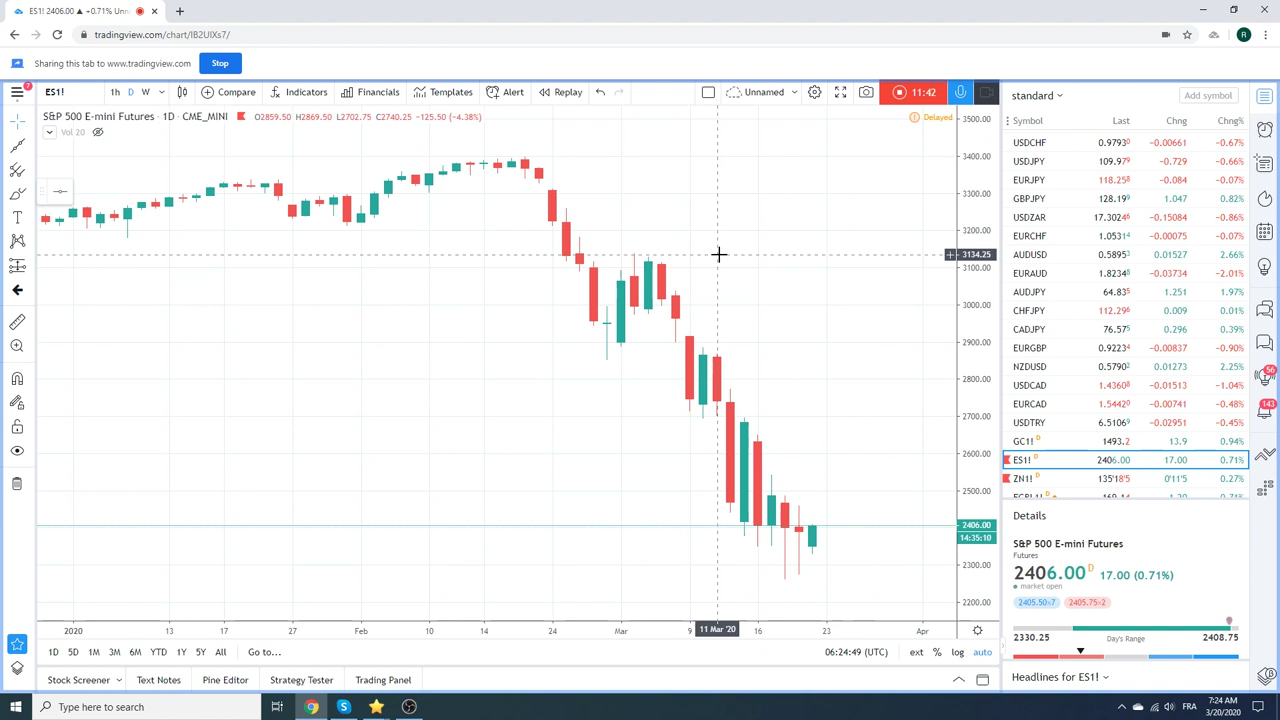 ES1! 2406.00 ▲ +0.71% Unn
tradingview.com/chart/IB2UIXs7/
R
Sharing this tab to www.tradingview.com Stop
7
ES1! 1h D W Compare Indicators Financials Templates Alert Replay Unnamed 11:42
S&P 500 E-mini Futures · 1D · CME_MINI O2859.50 H2869.50 L2702.75 C2740.25 −125.50 (−4.38%) Delayed
Vol 20
3500.00
3400.00
3300.00
3200.00
3134.25
3100.00
3000.00
2900.00
2800.00
2700.00
2600.00
2500.00
2406.00
14:35:10
2300.00
2200.00
2020 13 17 27 Feb 10 14 24 Mar 9 11 Mar '20 16 23 Apr
1D 5D 1M 3M 6M YTD 1Y 5Y All Go to... 06:24:49 (UTC) ext % log auto
Stock Screener Text Notes Pine Editor Strategy Tester Trading Panel
standard Add symbol
Symbol Last Chng Chng%
USDCHF 0.9793⁰ −0.00661 −0.67%
USDJPY 109.97⁹ −0.729 −0.66%
EURJPY 118.25⁸ −0.084 −0.07%
GBPJPY 128.19⁹ 1.047 0.82%
USDZAR 17.3024⁶ −0.15084 −0.86%
EURCHF 1.0531⁴ −0.00075 −0.07%
AUDUSD 0.5895³ 0.01527 2.66%
EURAUD 1.8234⁸ −0.03703 −1.99%
AUDJPY 64.83⁵ 1.251 1.97%
CHFJPY 112.29⁶ 0.009 0.01%
CADJPY 76.57⁵ 0.296 0.39%
EURGBP 0.9223⁴ −0.00837 −0.90%
NZDUSD 0.5790² 0.01273 2.25%
USDCAD 1.4360⁸ −0.01513 −1.04%
EURCAD 1.5442⁰ −0.00741 −0.48%
USDTRY 6.5106⁹ −0.02951 −0.45%
GC1! D 1493.2 13.9 0.94%
ES1! D 2406.00 17.00 0.71%
ZN1! D 135'18'5 0'11'5 0.27%
56
143
Details
S&P 500 E-mini Futures
Futures
2406.00 D 17.00 (0.71%)
market open
2405.50×7 2405.75×2
2330.25 Day's Range 2408.75
Headlines for ES1!
Type here to search FRA 7:24 AM
3/20/2020